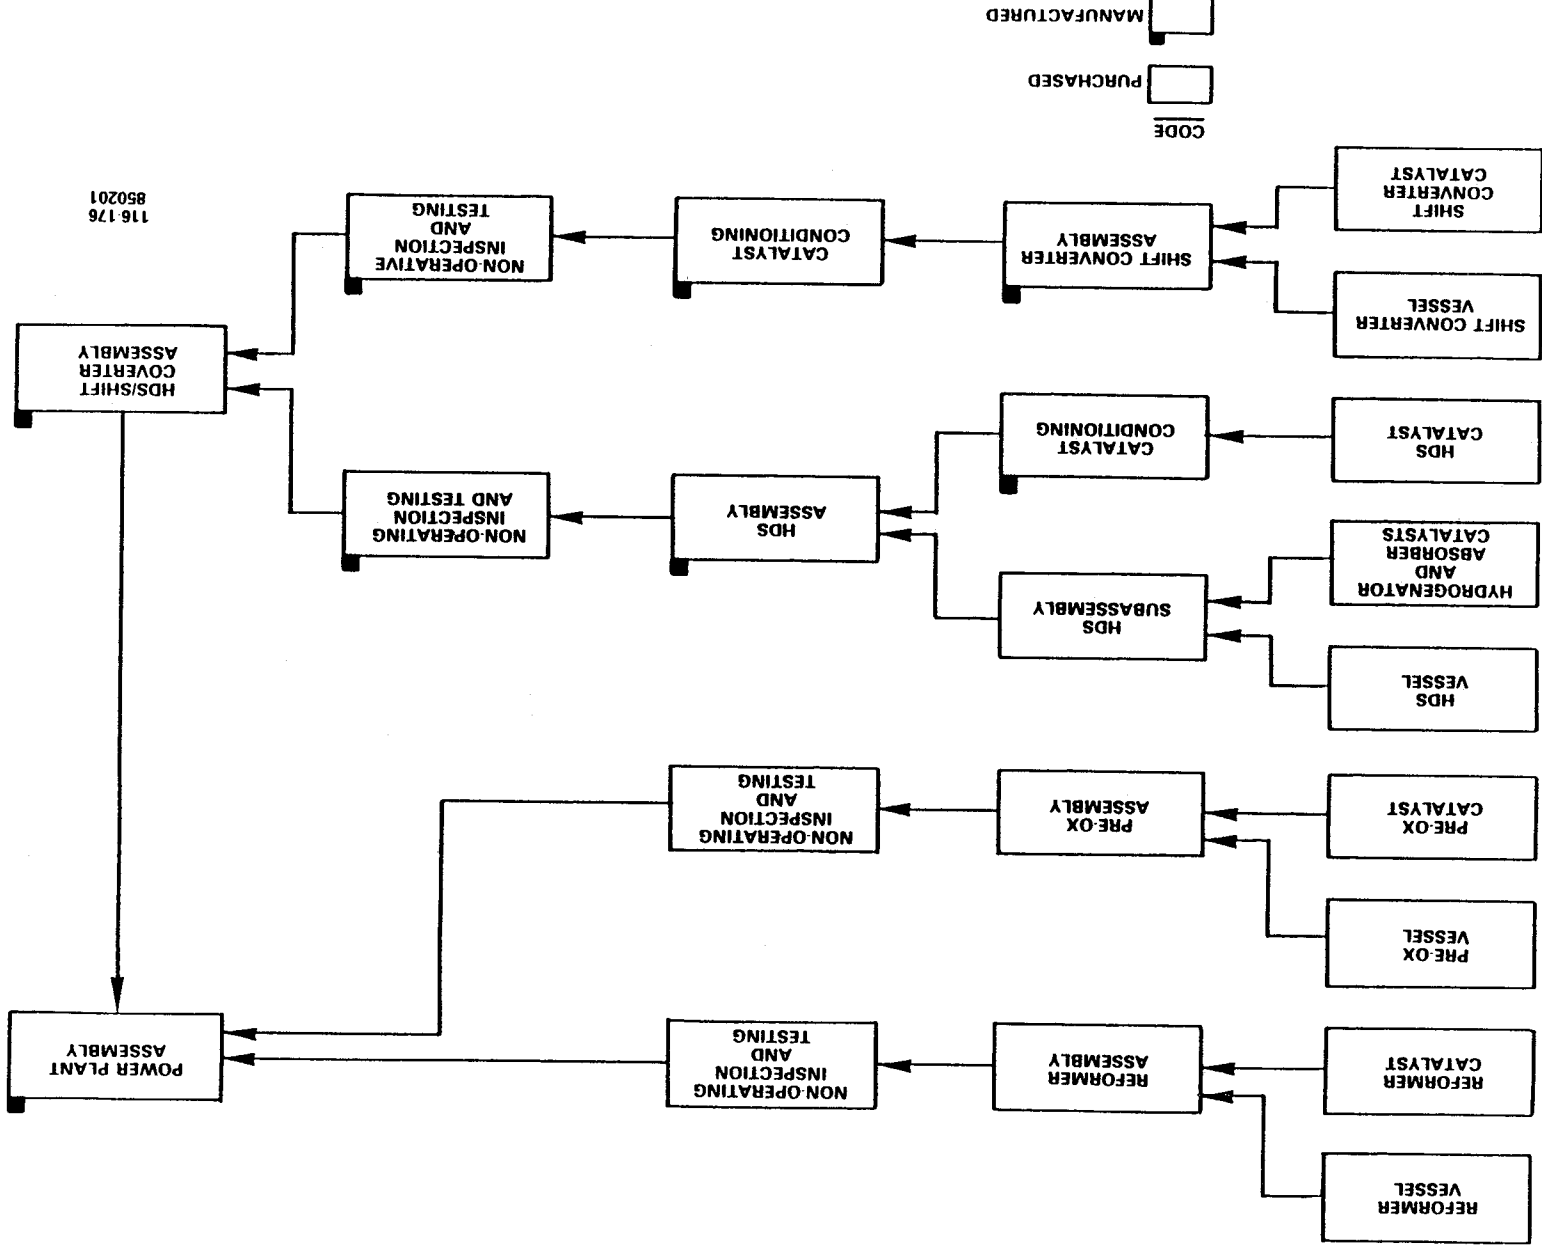 REFORMER
VESSEL
REFORMER
CATALYST
REFORMER
ASSEMBLY
NON-OPERATING
INSPECTION
AND
TESTING
POWER PLANT
ASSEMBLY
PRE-OX
VESSEL
PRE-OX
CATALYST
PRE-OX
ASSEMBLY
NON-OPERATING
INSPECTION
AND
TESTING
HDS
VESSEL
HYDROGENATOR
AND
ABSORBER
CATALYSTS
HDS
SUBASSEMBLY
HDS
CATALYST
CATALYST
CONDITIONING
HDS
ASSEMBLY
NON-OPERATING
INSPECTION
AND TESTING
HDS/SHIFT
COVERTER
ASSEMBLY
SHIFT CONVERTER
VESSEL
SHIFT
CONVERTER
CATALYST
SHIFT CONVERTER
ASSEMBLY
CATALYST
CONDITIONING
NON-OPERATIVE
INSPECTION
AND
TESTING
116-176
850201
CODE
PURCHASED
MANUFACTURED